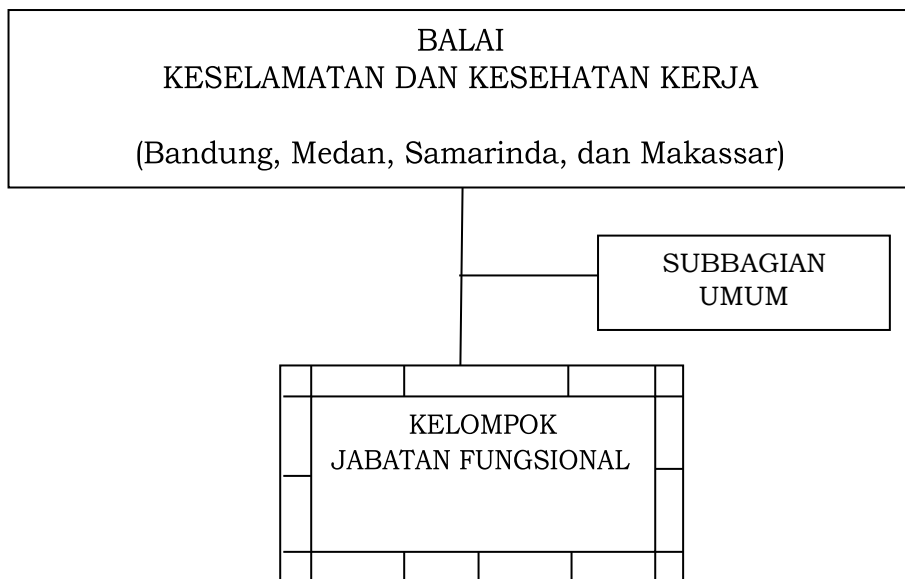 BALAI
KESELAMATAN DAN KESEHATAN KERJA
(Bandung, Medan, Samarinda, dan Makassar)
SUBBAGIAN
UMUM
KELOMPOK
JABATAN FUNGSIONAL